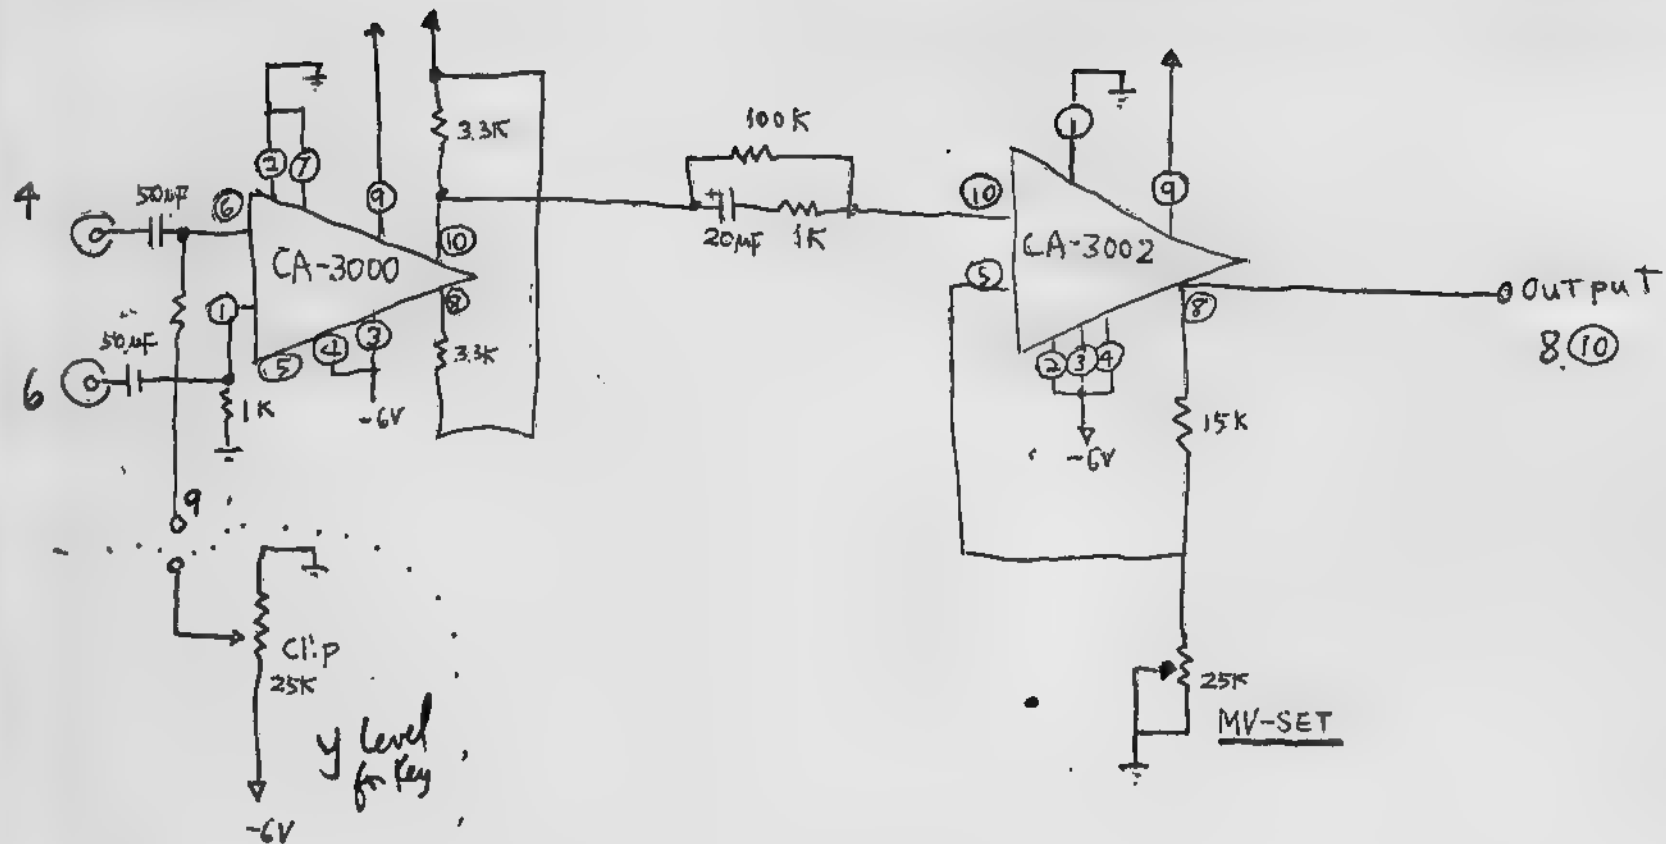 3.3K
100K
② ⑦
4
50µF
⑥
⑨
⑩
CA-3000
20µF
1K
⑩
⑨
CA-3002
⑤
①
50µF
④
③
⑧
3.3K
⑤
6
1K
-6V
OUTPUT
⑧
8.⑩
② ③ ④
15K
-6V
9
Clip
25K
25K
y level
for key
MV-SET
-6V